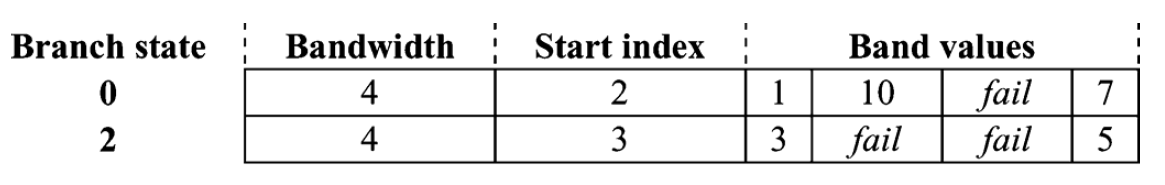 Branch state Bandwidth Start index Band values
0 4 2 1 10 fail 7
2 4 3 3 fail fail 5